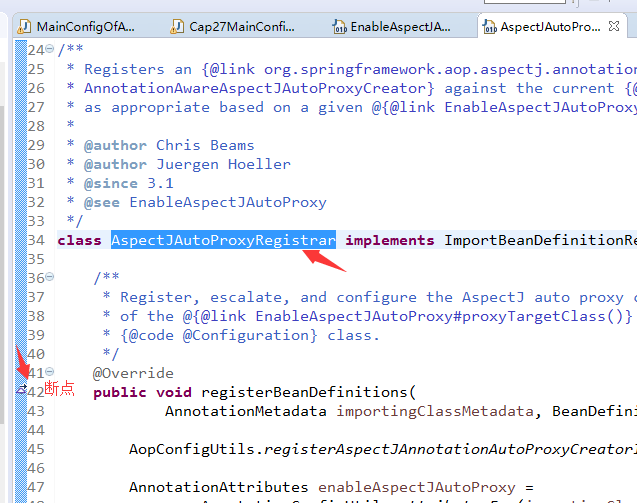 MainConfigOfA... Cap27MainConfi... EnableAspectJA... AspectJAutoPro...
24 /**
25 * Registers an {@link org.springframework.aop.aspectj.annotation
26 * AnnotationAwareAspectJAutoProxyCreator} against the current {@
27 * as appropriate based on a given @{@link EnableAspectJAutoProxy
28 *
29 * @author Chris Beams
30 * @author Juergen Hoeller
31 * @since 3.1
32 * @see EnableAspectJAutoProxy
33 */
34 class AspectJAutoProxyRegistrar implements ImportBeanDefinitionRe
35
36 /**
37 * Register, escalate, and configure the AspectJ auto proxy c
38 * of the @{@link EnableAspectJAutoProxy#proxyTargetClass()}
39 * {@code @Configuration} class.
40 */
41 @Override
42 断点 public void registerBeanDefinitions(
43 AnnotationMetadata importingClassMetadata, BeanDefini
44
45 AopConfigUtils.registerAspectJAnnotationAutoProxyCreatorI
46
47 AnnotationAttributes enableAspectJAutoProxy =